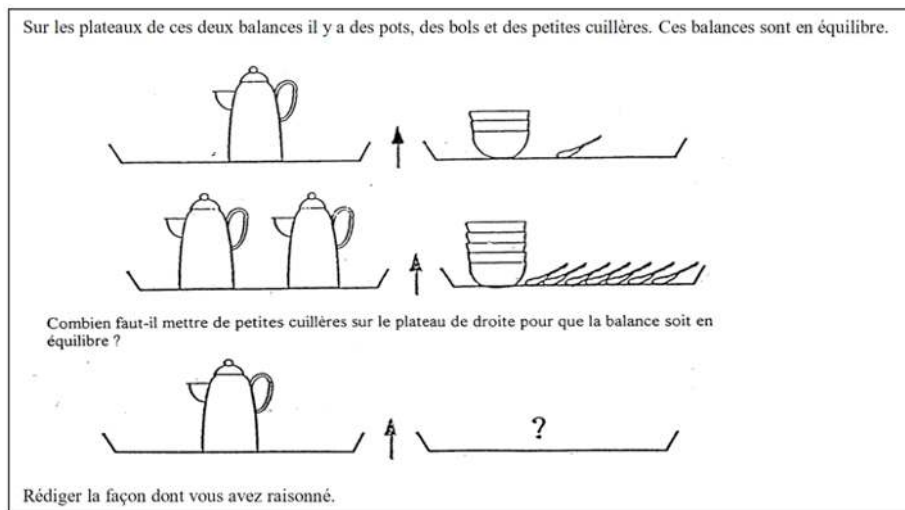 Sur les plateaux de ces deux balances il y a des pots, des bols et des petites cuillères. Ces balances sont en équilibre.
Combien faut-il mettre de petites cuillères sur le plateau de droite pour que la balance soit en
équilibre ?
?
Rédiger la façon dont vous avez raisonné.